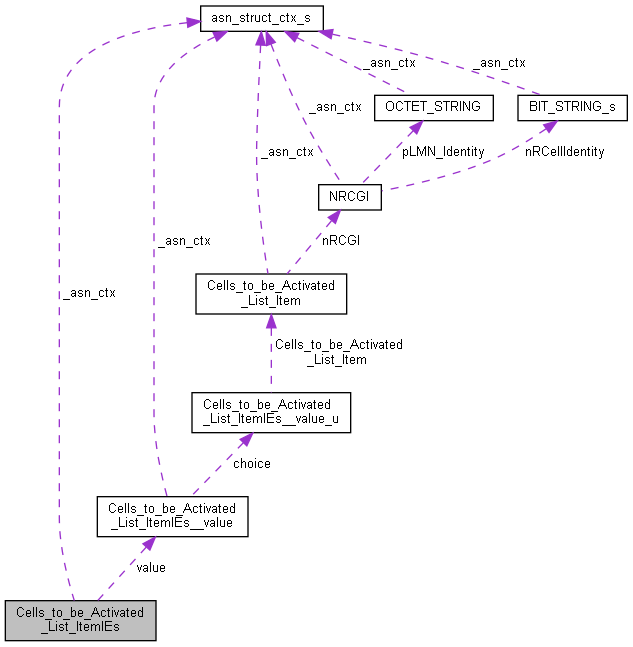 asn_struct_ctx_s
_asn_ctx
_asn_ctx
OCTET_STRING
BIT_STRING_s
_asn_ctx
_asn_ctx
pLMN_Identity
nRCellIdentity
NRCGI
_asn_ctx
nRCGI
Cells_to_be_Activated
_List_Item
_asn_ctx
Cells_to_be_Activated
_List_Item
Cells_to_be_Activated
_List_ItemIEs__value_u
choice
Cells_to_be_Activated
_List_ItemIEs__value
value
Cells_to_be_Activated
_List_ItemIEs